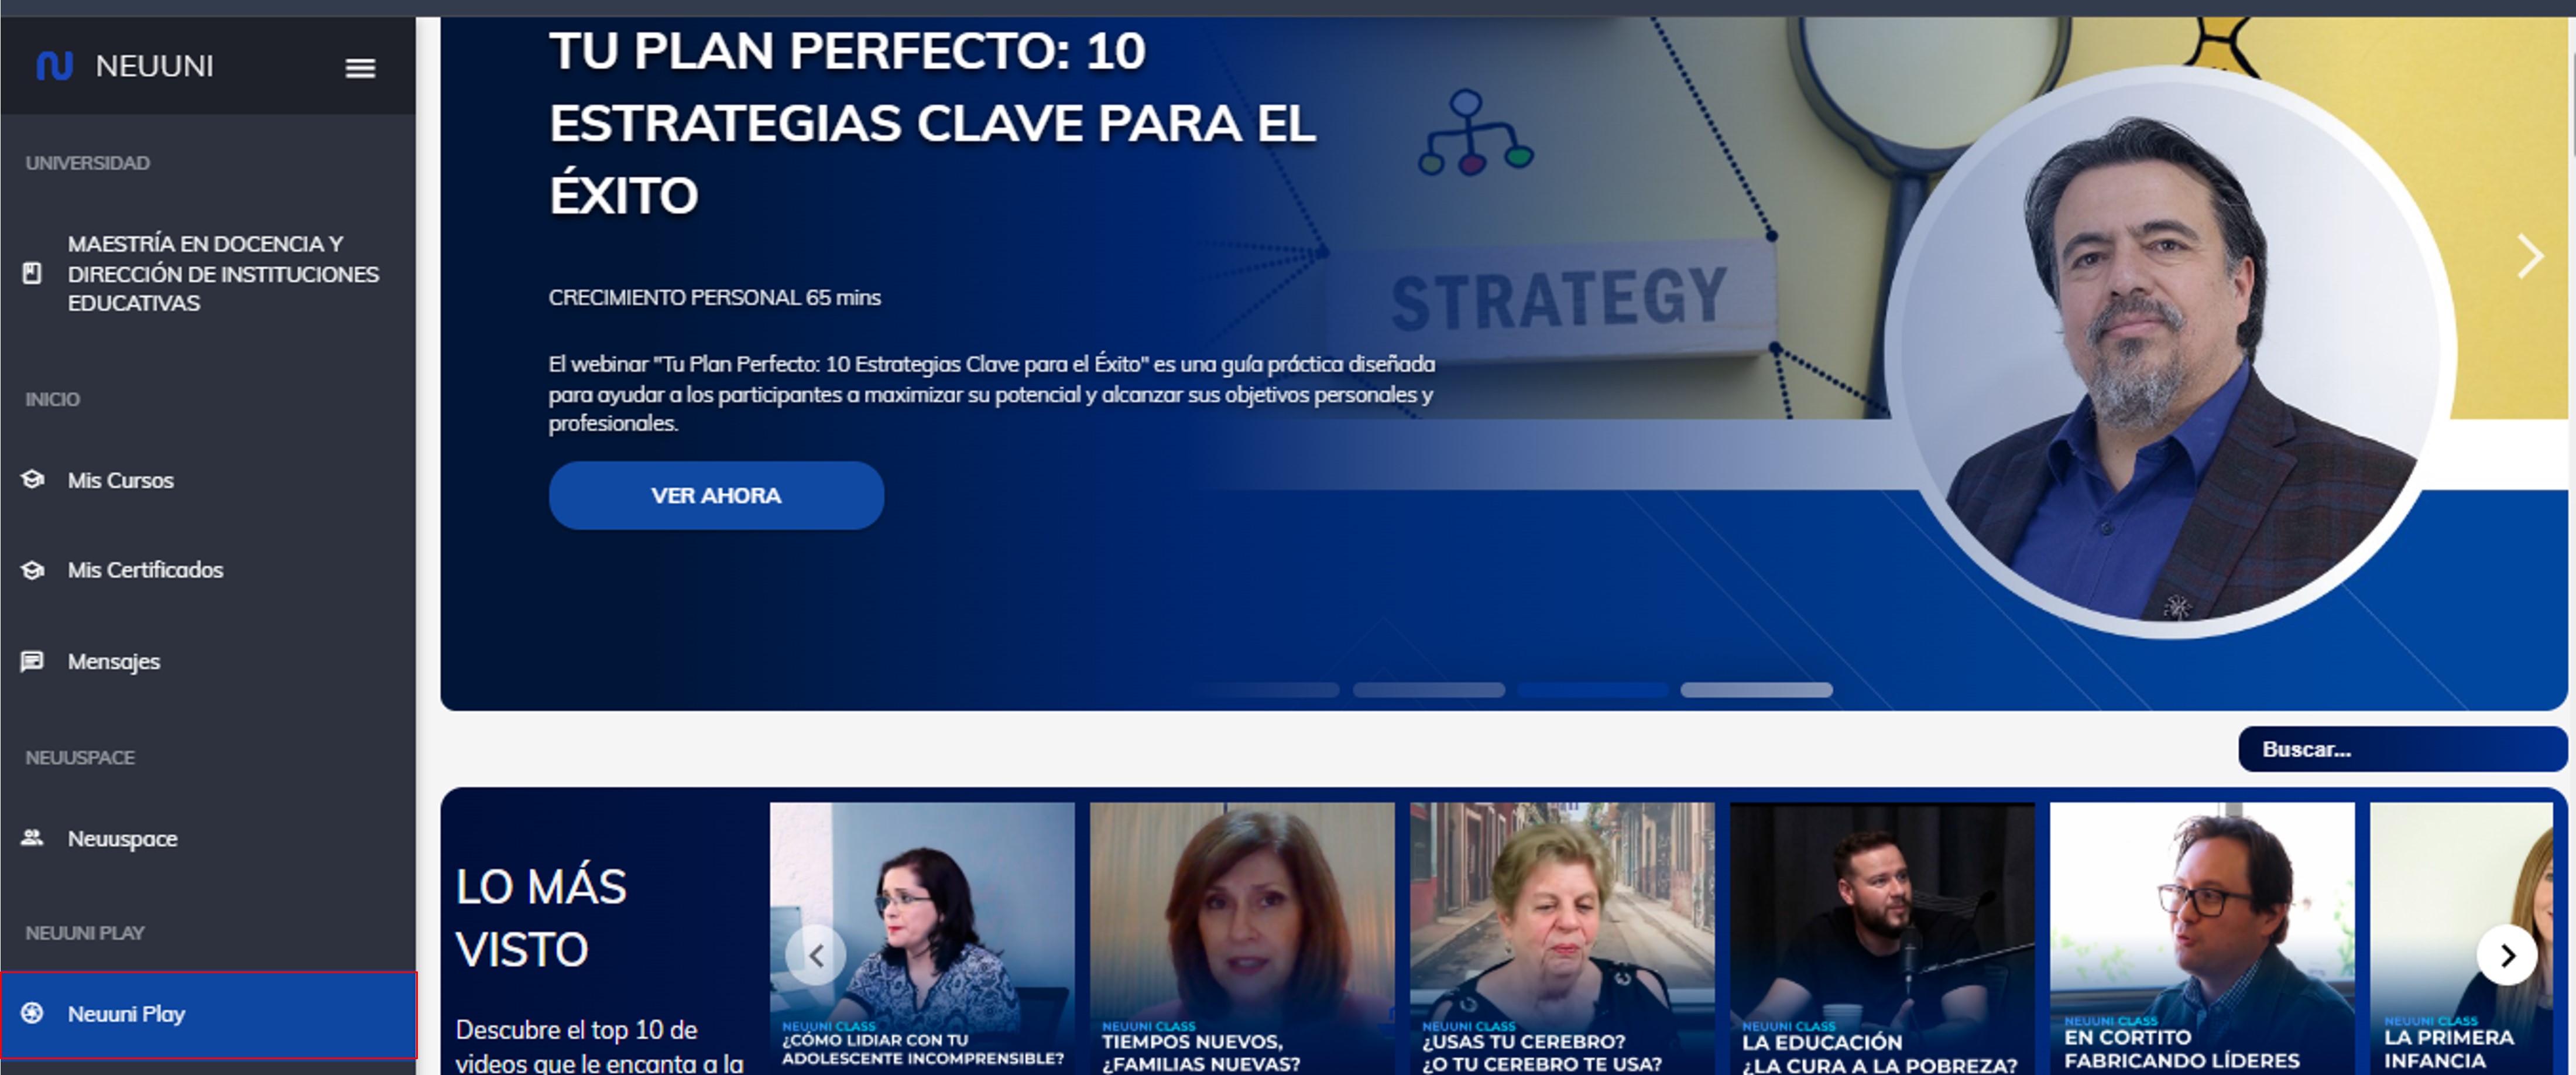 NEUUNI
UNIVERSIDAD
MAESTRÍA EN DOCENCIA Y
DIRECCIÓN DE INSTITUCIONES
EDUCATIVAS
INICIO
Mis Cursos
Mis Certificados
Mensajes
NEUUSPACE
Neuuspace
NEUUNI PLAY
Neuuni Play
TU PLAN PERFECTO: 10
ESTRATEGIAS CLAVE PARA EL
ÉXITO
CRECIMIENTO PERSONAL 65 mins
El webinar "Tu Plan Perfecto: 10 Estrategias Clave para el Éxito" es una guía práctica diseñada
para ayudar a los participantes a maximizar su potencial y alcanzar sus objetivos personales y
profesionales.
VER AHORA
STRATEGY
Buscar...
LO MÁS
VISTO
Descubre el top 10 de
videos que le encanta a la
NEUUNI CLASS
¿CÓMO LIDIAR CON TU
ADOLESCENTE INCOMPRENSIBLE?
NEUUNI CLASS
TIEMPOS NUEVOS,
¿FAMILIAS NUEVAS?
NEUUNI CLASS
¿USAS TU CEREBRO?
¿O TU CEREBRO TE USA?
NEUUNI CLASS
LA EDUCACIÓN
¿LA CURA A LA POBREZA?
NEUUNI CLASS
EN CORTITO
FABRICANDO LÍDERES
NEUUNI CLASS
LA PRIMERA
INFANCIA